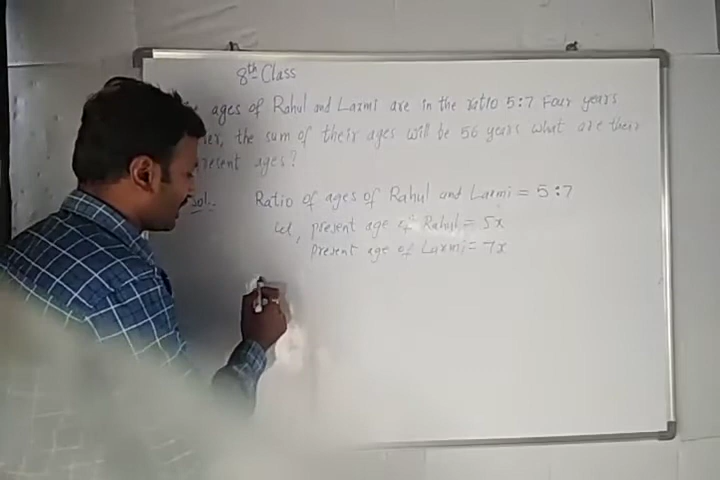 8th Class
ages of Rahul and Laxmi are in the ratio 5:7 Four years
the sum of their ages will be 56 years what are their
present ages?
Sol:- Ratio of ages of Rahul and Laxmi = 5:7
Let, present age of Rahul = 5x
present age of Laxmi = 7x